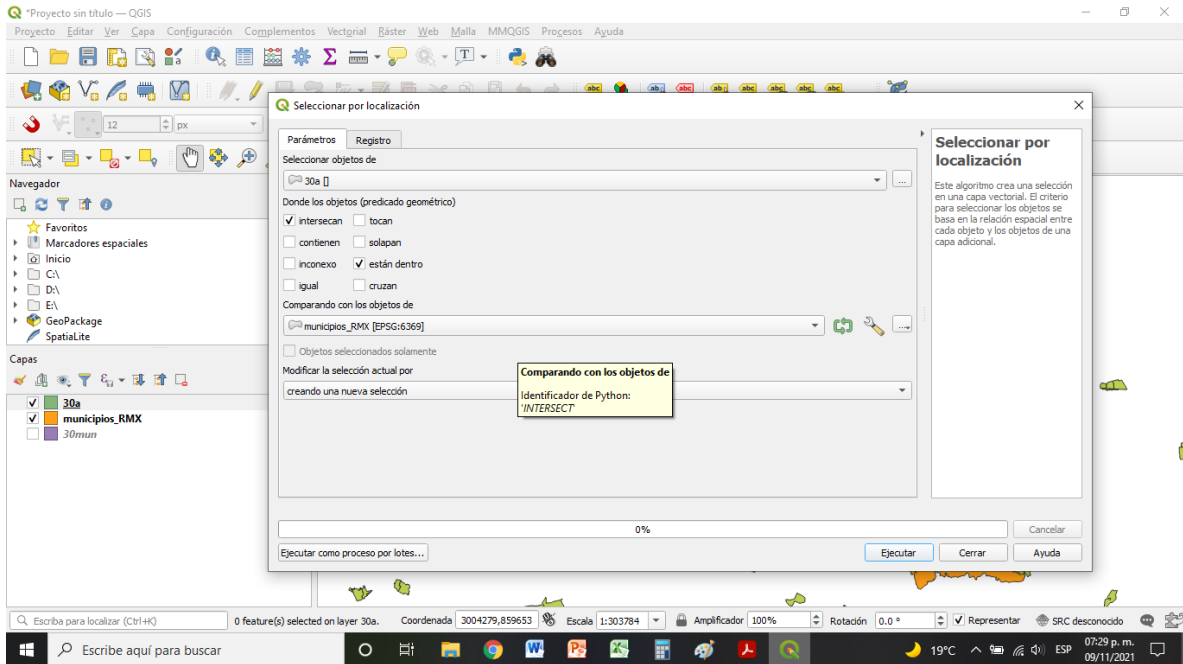 *Proyecto sin título — QGIS
Proyecto Editar Ver Capa Configuración Complementos Vectorial Ráster Web Malla MMQGIS Procesos Ayuda
12 px
Navegador
Favoritos
Marcadores espaciales
Inicio
C:\
D:\
E:\
GeoPackage
SpatiaLite
Capas
30a
municipios_RMX
30mun
Seleccionar por localización
Parámetros Registro
Seleccionar objetos de
30a []
...
Donde los objetos (predicado geométrico)
intersecan tocan
contienen solapan
inconexo están dentro
igual cruzan
Comparando con los objetos de
municipios_RMX [EPSG:6369]
...
Objetos seleccionados solamente
Modificar la selección actual por
creando una nueva selección
Comparando con los objetos de
Identificador de Python:
'INTERSECT'
Seleccionar por
localización
Este algoritmo crea una selección
en una capa vectorial. El criterio
para seleccionar los objetos se
basa en la relación espacial entre
cada objeto y los objetos de una
capa adicional.
0%
Cancelar
Ejecutar como proceso por lotes...
Ejecutar Cerrar Ayuda
Escriba para localizar (Ctrl+K)
0 feature(s) selected on layer 30a.
Coordenada 3004279,859653
Escala 1:303784
Amplificador 100%
Rotación 0.0 °
Representar
SRC desconocido
Escribe aquí para buscar
19°C
ESP
07:29 p. m.
09/11/2021